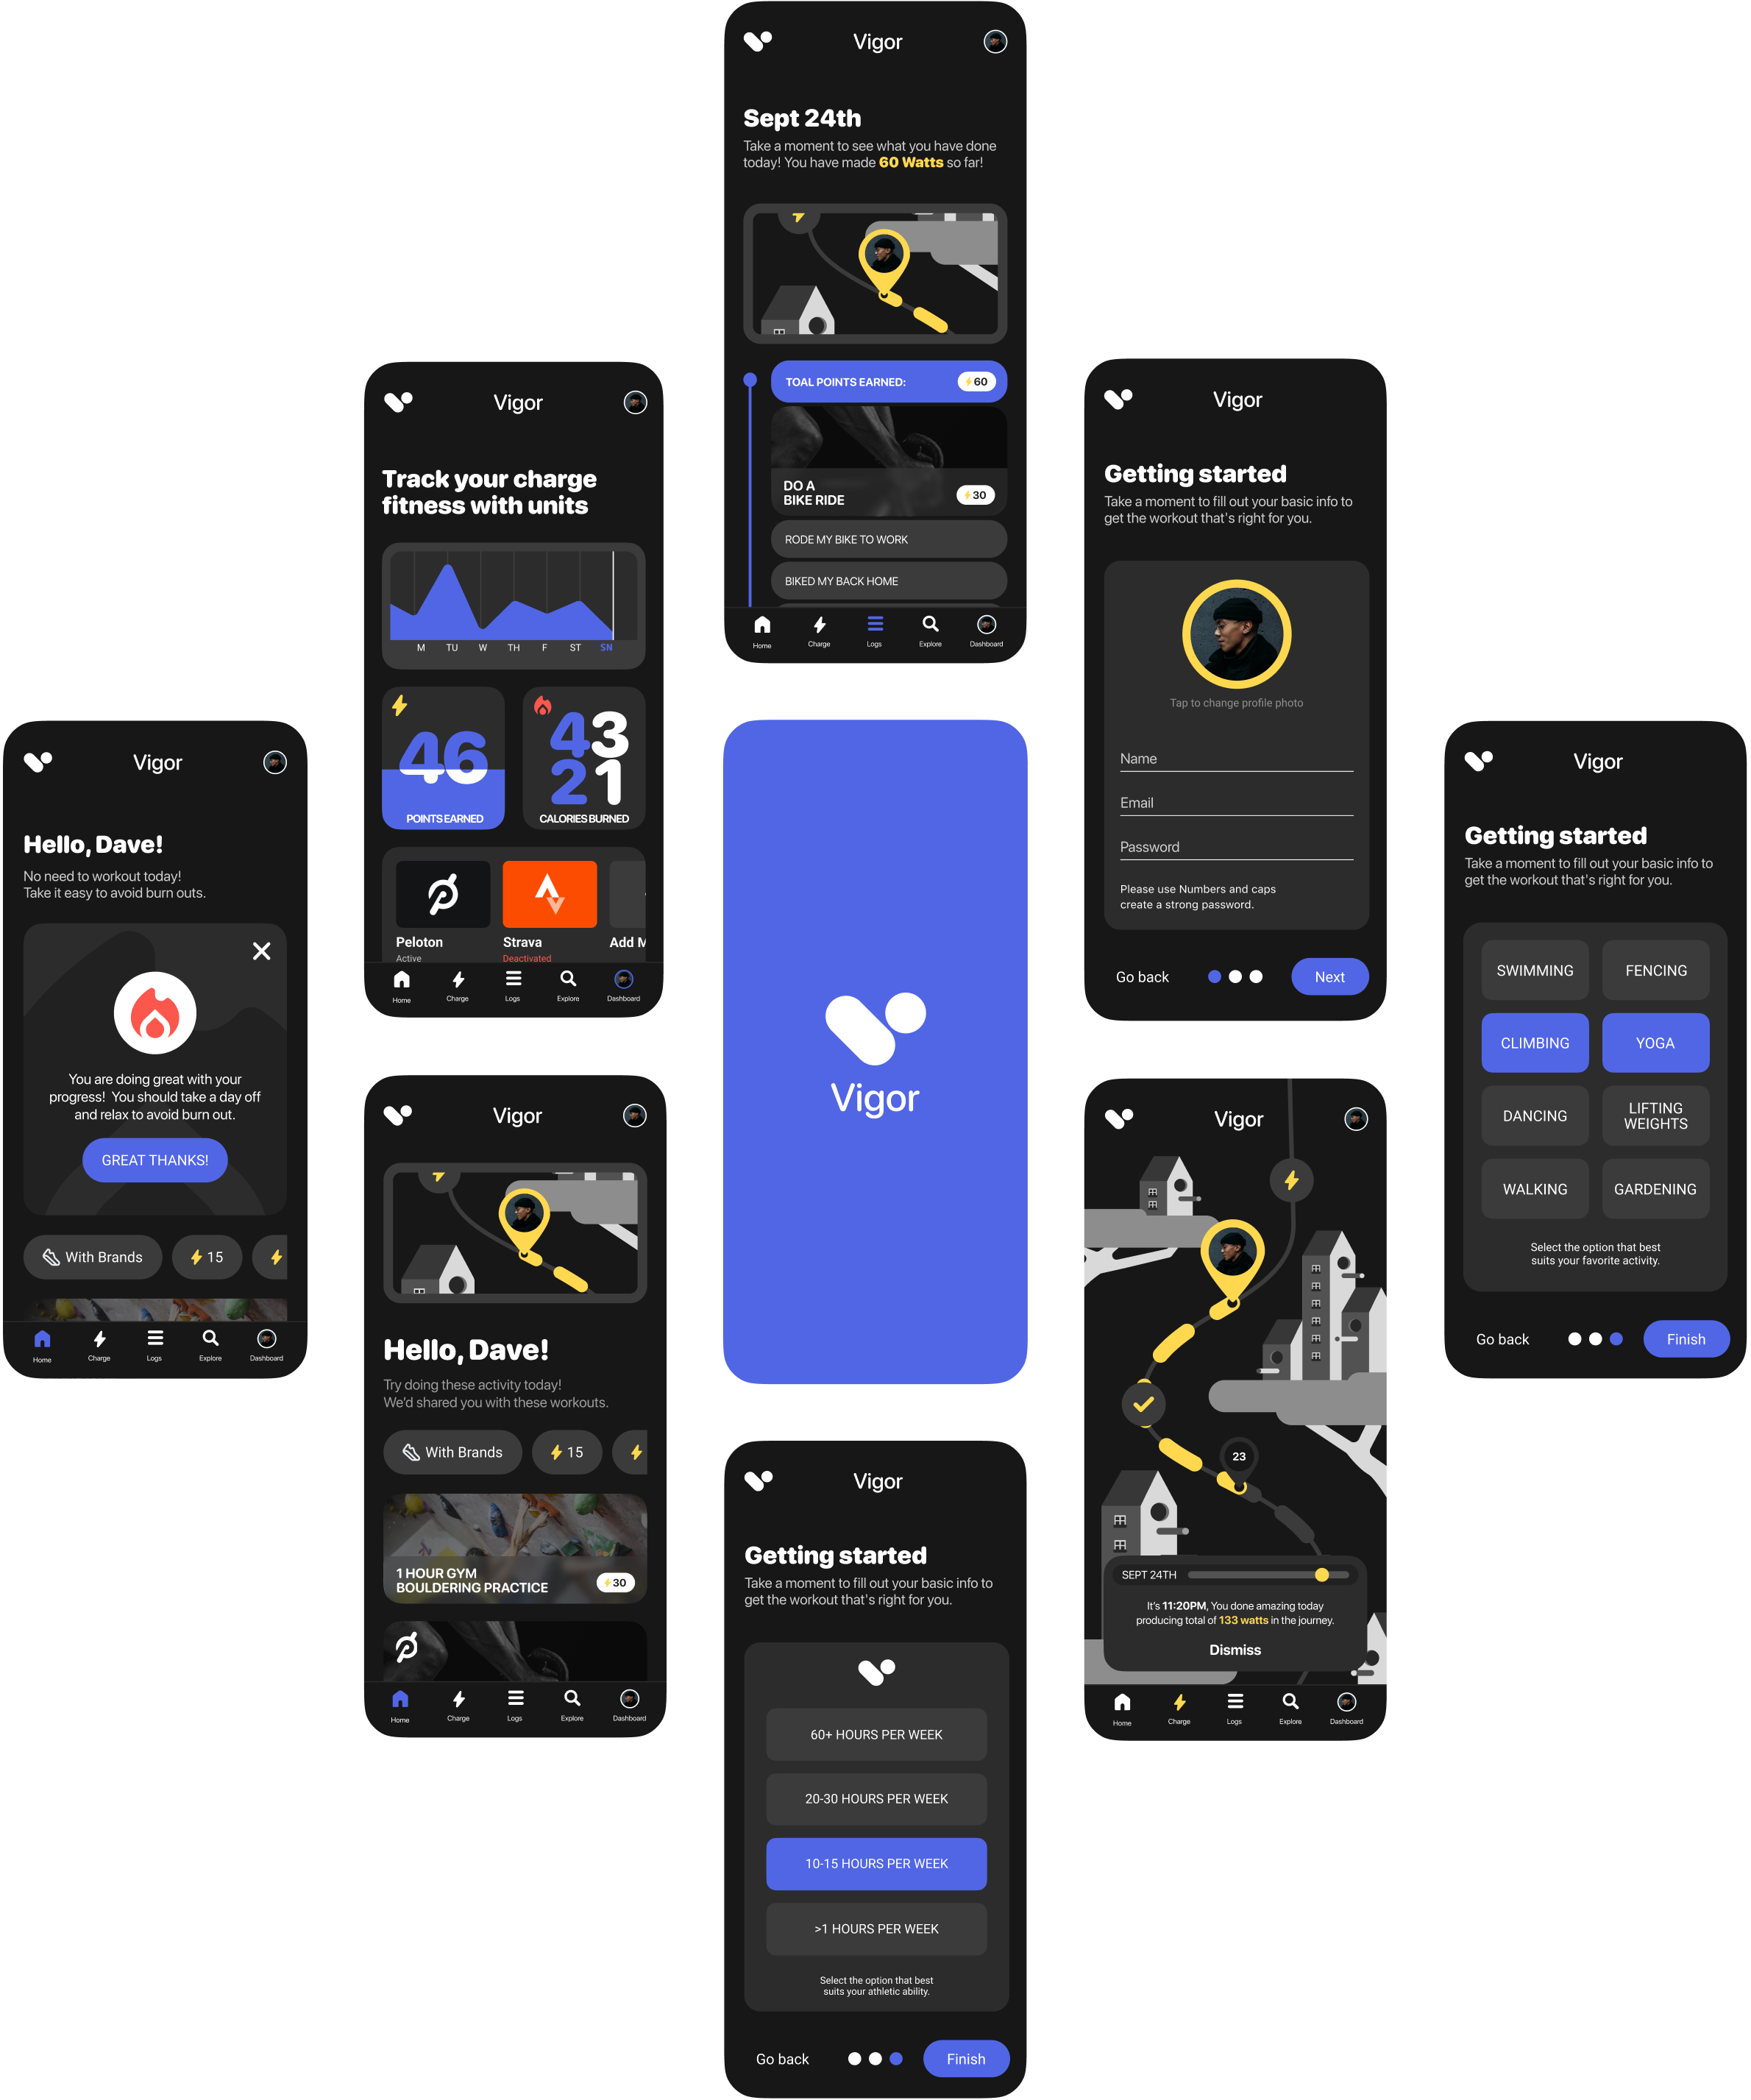 Vigor
Sept 24th
Take a moment to see what you have done
today! You have made 60 Watts so far!
TOAL POINTS EARNED:
60
DO A
BIKE RIDE
30
RODE MY BIKE TO WORK
BIKED MY BACK HOME
Home
Charge
Logs
Explore
Dashboard
Vigor
Track your charge
fitness with units
M TU W TH F ST SN
46
POINTS EARNED
43
21
CALORIES BURNED
Peloton
Active
Strava
Deactivated
Add M
Home
Charge
Logs
Explore
Dashboard
Vigor
Getting started
Take a moment to fill out your basic info to
get the workout that's right for you.
Tap to change profile photo
Name
Email
Password
Please use Numbers and caps
create a strong password.
Go back
Next
Vigor
Hello, Dave!
No need to workout today!
Take it easy to avoid burn outs.
You are doing great with your
progress! You should take a day off
and relax to avoid burn out.
GREAT THANKS!
With Brands
15
Home
Charge
Logs
Explore
Dashboard
Vigor
Vigor
Getting started
Take a moment to fill out your basic info to
get the workout that's right for you.
SWIMMING
FENCING
CLIMBING
YOGA
DANCING
LIFTING
WEIGHTS
WALKING
GARDENING
Select the option that best
suits your favorite activity.
Go back
Finish
Vigor
Hello, Dave!
Try doing these activity today!
We'd shared you with these workouts.
With Brands
15
1 HOUR GYM
BOULDERING PRACTICE
30
Home
Charge
Logs
Explore
Dashboard
Vigor
23
SEPT 24TH
It's 11:20PM, You done amazing today
producing total of 133 watts in the journey.
Dismiss
Home
Charge
Logs
Explore
Dashboard
Vigor
Getting started
Take a moment to fill out your basic info to
get the workout that's right for you.
60+ HOURS PER WEEK
20-30 HOURS PER WEEK
10-15 HOURS PER WEEK
>1 HOURS PER WEEK
Select the option that best
suits your athletic ability.
Go back
Finish